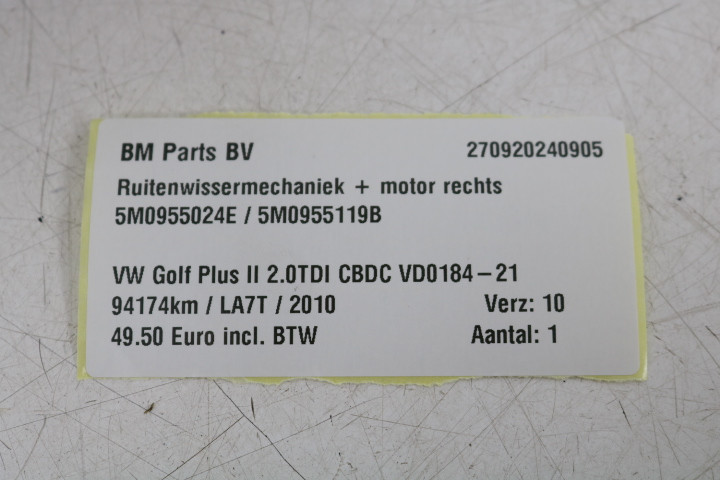 BM Parts BV 270920240905
Ruitenwissermechaniek + motor rechts
5M0955024E / 5M0955119B
VW Golf Plus II 2.0TDI CBDC VD0184-21
94174km / LA7T / 2010 Verz: 10
49.50 Euro incl. BTW Aantal: 1